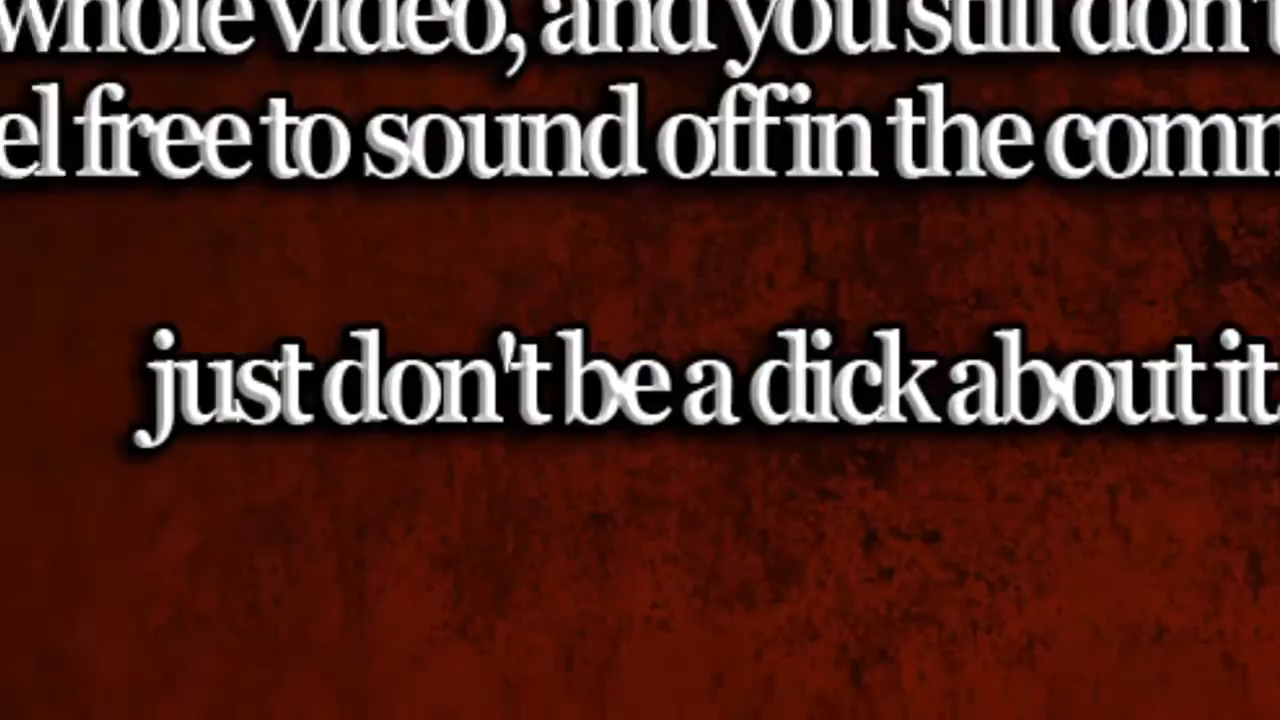 whole video, and you still don't
el free to sound off in the comm
just don't be a dick about it